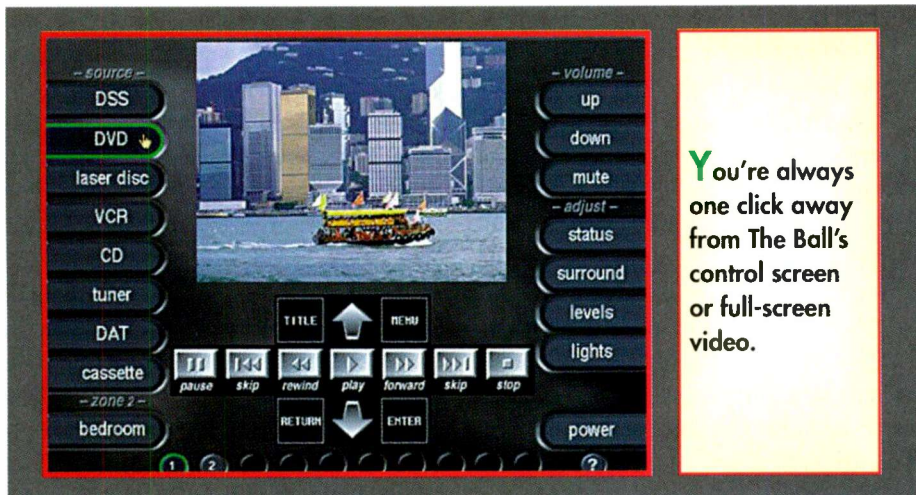 – source –
DSS
DVD
laser disc
VCR
CD
tuner
DAT
cassette
– zone 2 –
bedroom
TITLE
MENU
pause skip rewind play forward skip stop
RETURN
ENTER
1 2
– volume –
up
down
mute
– adjust –
status
surround
levels
lights
power
?
You're always
one click away
from The Ball's
control screen
or full-screen
video.